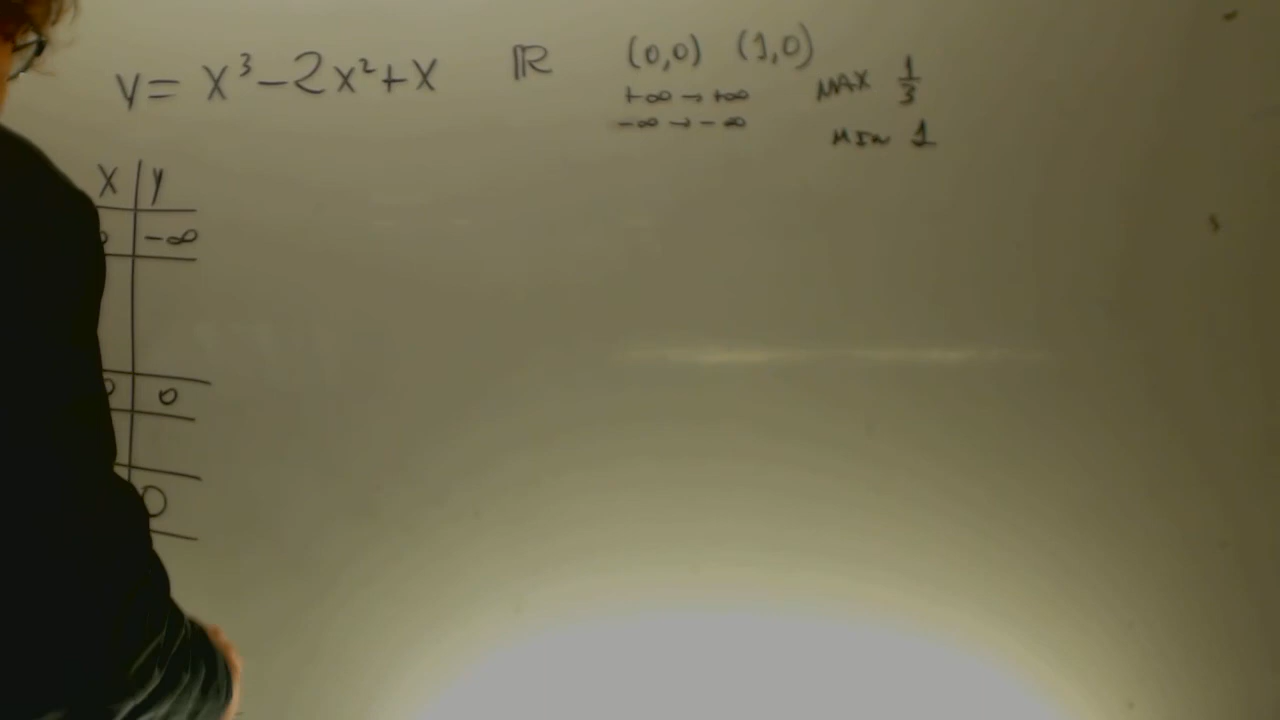 y = x³ - 2x² + x ℝ (0,0) (1,0)
+∞ → +∞ MAX 1/3
-∞ → -∞ MIN 1
x | y
-∞
0
0